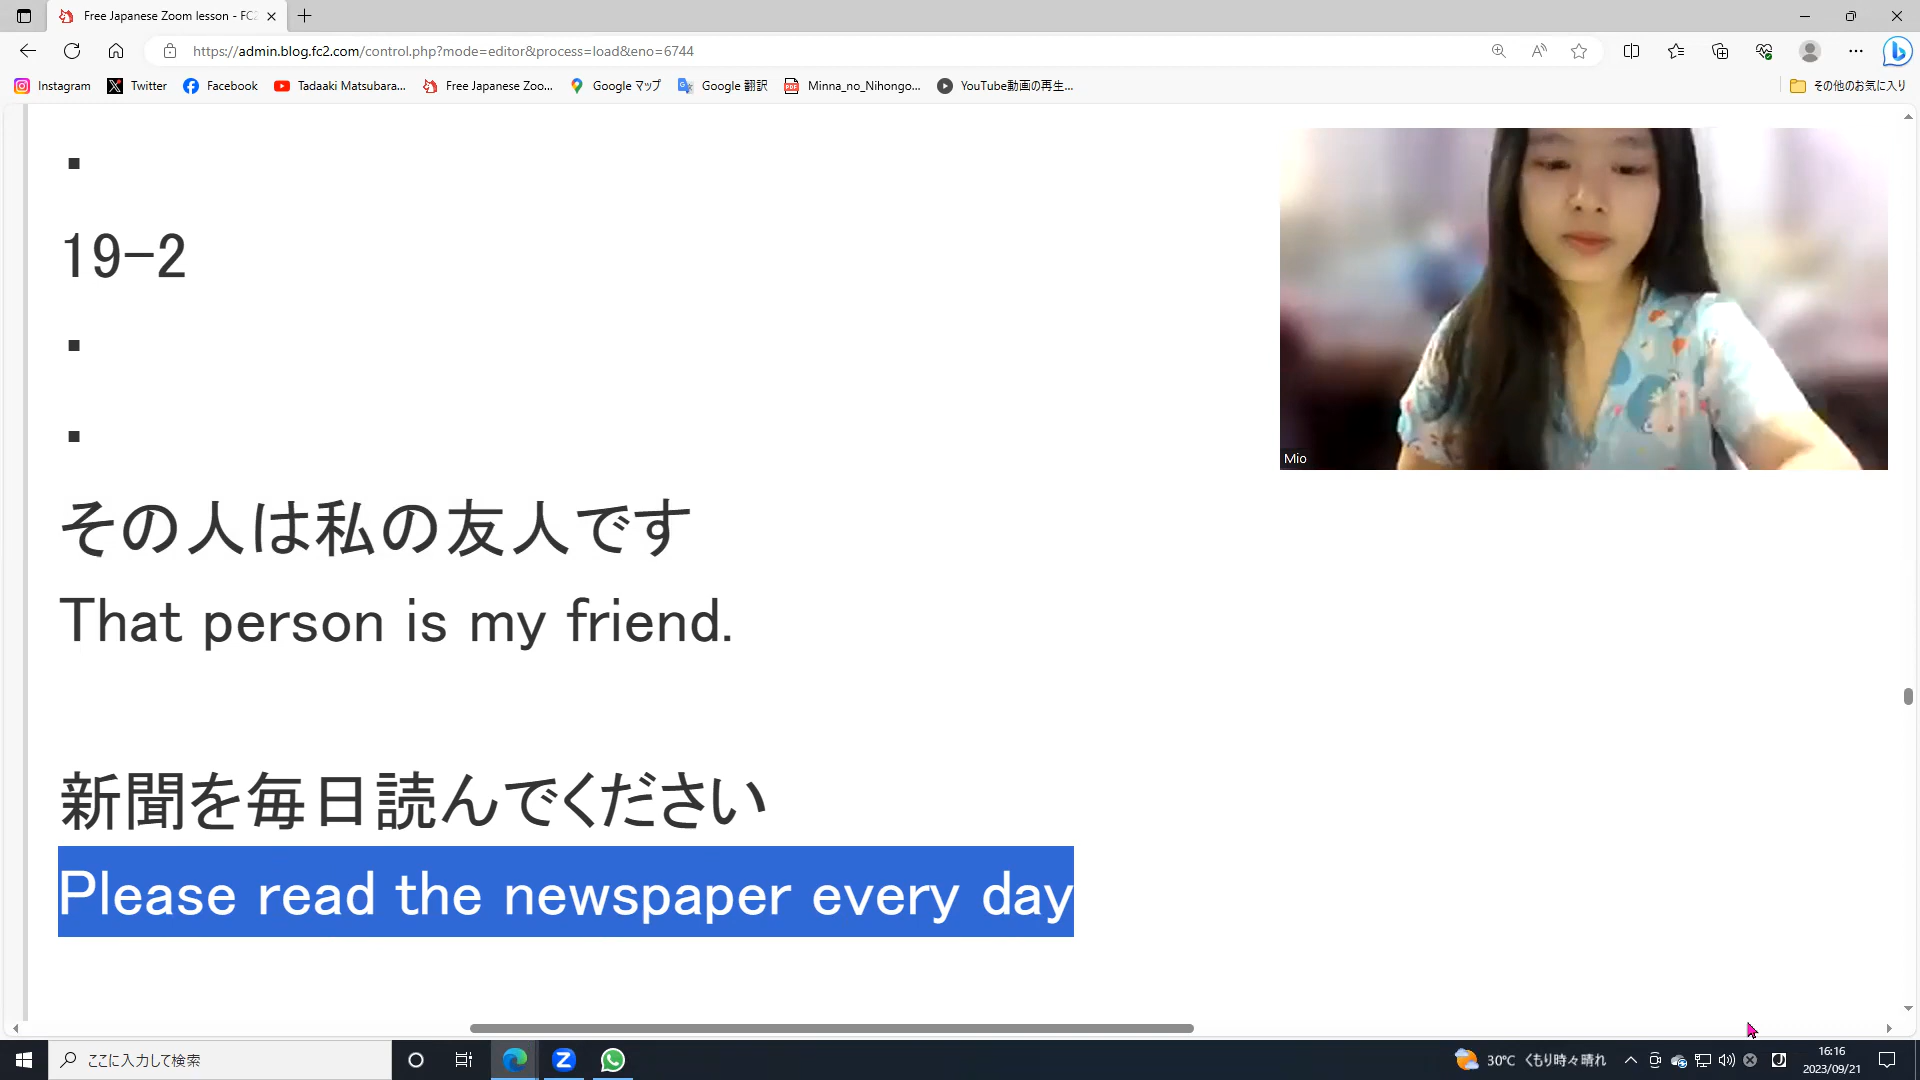 Free Japanese Zoom lesson - FC2
https://admin.blog.fc2.com/control.php?mode=editor&process=load&eno=6744
Instagram
Twitter
Facebook
Tadaaki Matsubara...
Free Japanese Zoo...
Google マップ
Google 翻訳
Minna_no_Nihongo...
YouTube動画の再生...
その他のお気に入り
19-2
その人は私の友人です
That person is my friend.
新聞を毎日読んでください
Please read the newspaper every day
Mio
ここに入力して検索
30℃ くもり時々晴れ
16:16
2023/09/21